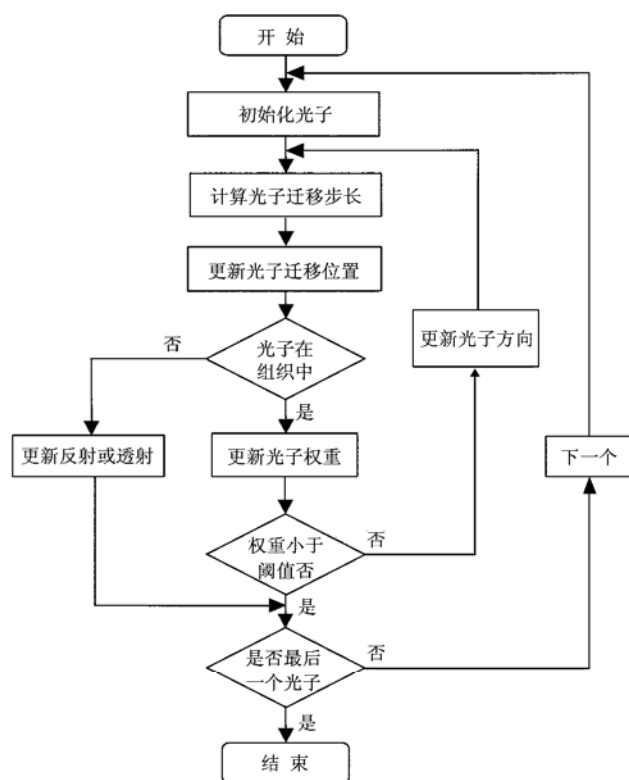 开 始
初始化光子
计算光子迁移步长
更新光子迁移位置
更新光子方向
否
光子在
组织中
是
更新反射或透射
更新光子权重
下一个
权重小于
阈值否
否
是
是否最后
一个光子
否
是
结 束